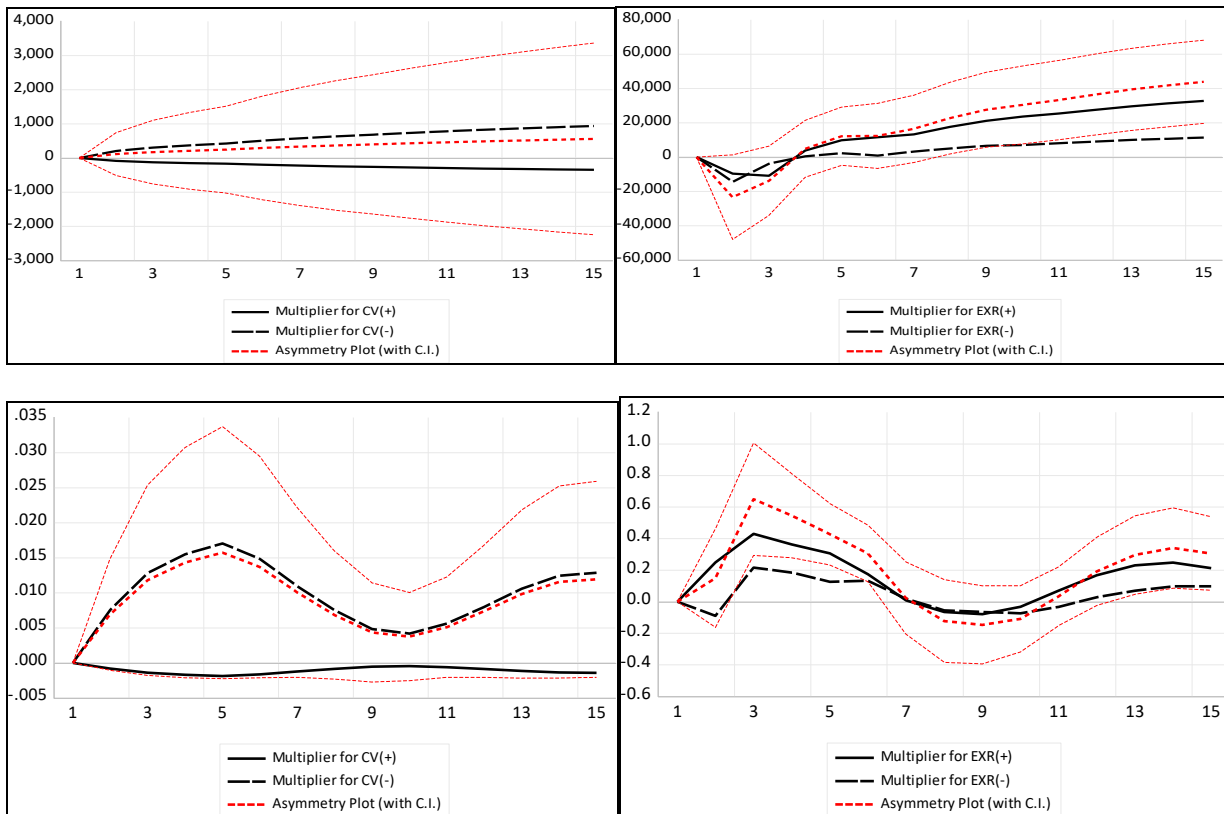 4,000
3,000
2,000
1,000
0
-1,000
-2,000
-3,000
1 3 5 7 9 11 13 15
Multiplier for CV(+)
Multiplier for CV(-)
Asymmetry Plot (with C.I.)
80,000
60,000
40,000
20,000
0
-20,000
-40,000
-60,000
1 3 5 7 9 11 13 15
Multiplier for EXR(+)
Multiplier for EXR(-)
Asymmetry Plot (with C.I.)
.035
.030
.025
.020
.015
.010
.005
.000
-.005
1 3 5 7 9 11 13 15
Multiplier for CV(+)
Multiplier for CV(-)
Asymmetry Plot (with C.I.)
1.2
1.0
0.8
0.6
0.4
0.2
0.0
-0.2
-0.4
-0.6
1 3 5 7 9 11 13 15
Multiplier for EXR(+)
Multiplier for EXR(-)
Asymmetry Plot (with C.I.)